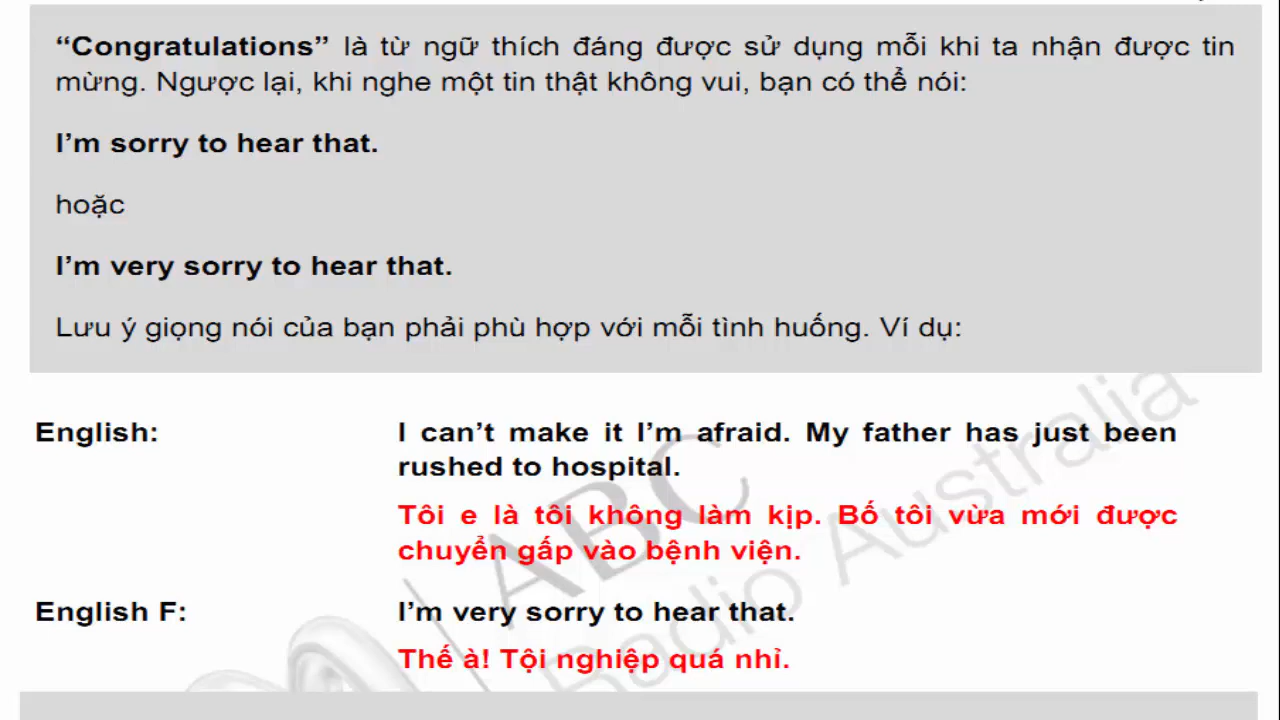 “Congratulations” là từ ngữ thích đáng được sử dụng mỗi khi ta nhận được tin
mừng. Ngược lại, khi nghe một tin thật không vui, bạn có thể nói:
I’m sorry to hear that.
hoặc
I’m very sorry to hear that.
Lưu ý giọng nói của bạn phải phù hợp với mỗi tình huống. Ví dụ:
English: I can’t make it I’m afraid. My father has just been
rushed to hospital.
Tôi e là tôi không làm kịp. Bố tôi vừa mới được
chuyển gấp vào bệnh viện.
English F: I’m very sorry to hear that.
Thế à! Tội nghiệp quá nhỉ.
ABC
Radio Australia